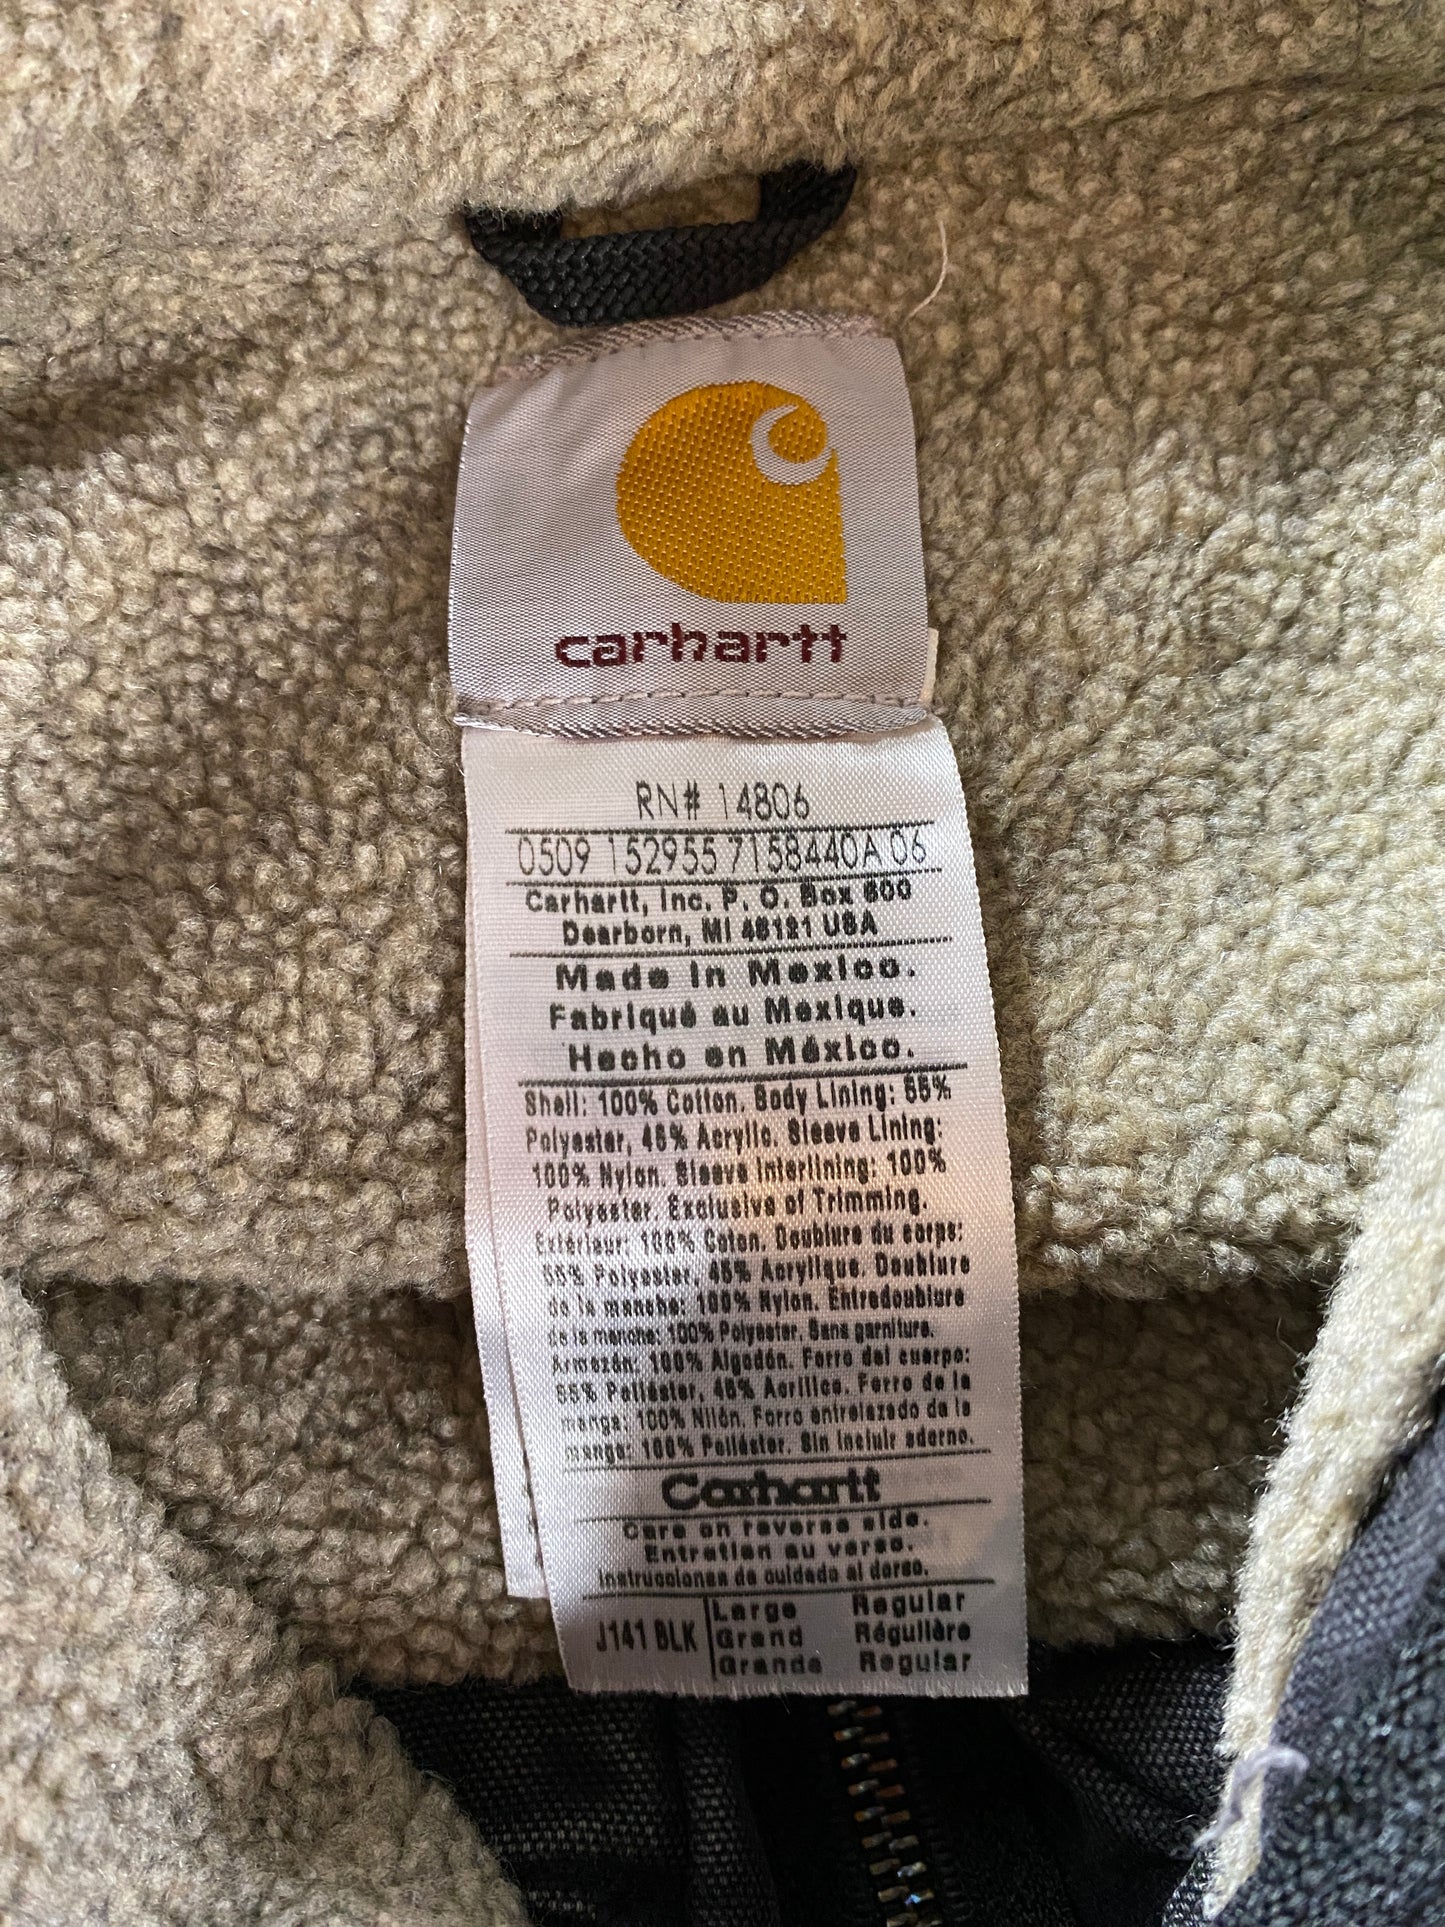 carhartt
RN# 14806
0509 152955 7158440A 06
Carhartt, Inc. P. O. Box 600
Dearborn, MI 48121 USA
Made in Mexico.
Fabriqué au Mexique.
Hecho en México.
Shell: 100% Cotton. Body Lining: 55%
Polyester, 45% Acrylic. Sleeve Lining:
100% Nylon. Sleeve Interlining: 100%
Polyester. Exclusive of Trimming.
Extérieur: 100% Coton. Doublure du corps:
55% Polyester, 45% Acrylique. Doublure
de la manche: 100% Nylon. Entredoublure
de la manche: 100% Polyester. Sans garniture.
Armazón: 100% Algodón. Forro del cuerpo:
55% Poliéster, 45% Acrílico. Forro de la
manga: 100% Nilón. Forro entrelazado de la
manga: 100% Poliéster. Sin incluir adorno.
Carhartt
Care on reverse side.
Entretien au verso.
Instrucciones de cuidado al dorso.
J141 BLK
Large Regular
Grand Régulière
Grande Regular